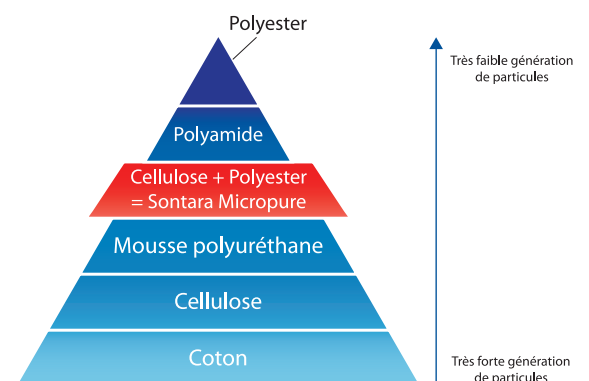 Polyester
Très faible génération
de particules
Polyamide
Cellulose + Polyester
= Sontara Micropure
Mousse polyuréthane
Cellulose
Coton
Très forte génération
de particules